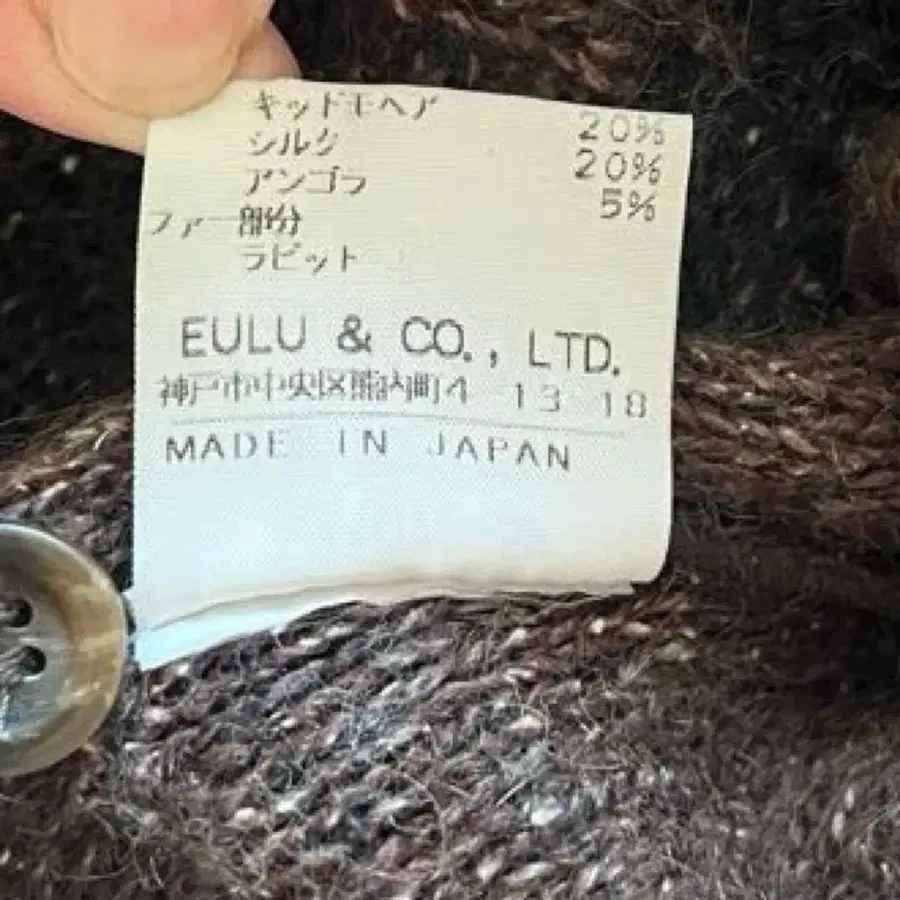 キッドモヘア 20%
シルク 20%
アンゴラ 5%
ファー部分
ラビット
EULU & CO., LTD.
神戸市中央区熊内町4 13 18
MADE IN JAPAN